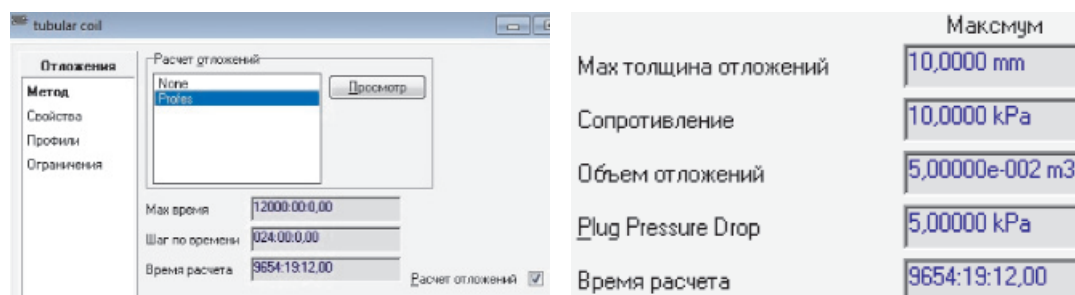 tubular coil
Отложения
Метод
Свойства
Профили
Ограничения
Расчет отложений
None
Profes
Просмотр
Мах время 12000:00:0,00
Шаг по времени 024:00:0,00
Время расчета 9654:19:12,00
Расчет отложений
Максмум
Мах толщина отложений 10,0000 mm
Сопротивление 10,0000 kPa
Объем отложений 5,00000e-002 m3
Plug Pressure Drop 5,00000 kPa
Время расчета 9654:19:12,00